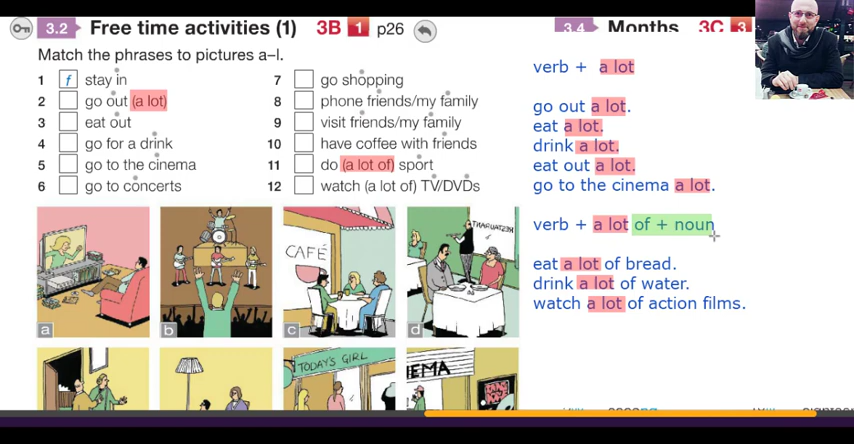 3.2 Free time activities (1) 3B 1 p26
3.4 Months 3C 3
Match the phrases to pictures a–l.
1 f stay in
2 go out (a lot)
3 eat out
4 go for a drink
5 go to the cinema
6 go to concerts
7 go shopping
8 phone friends/my family
9 visit friends/my family
10 have coffee with friends
11 do (a lot of) sport
12 watch (a lot of) TV/DVDs
verb + a lot
go out a lot.
eat a lot.
drink a lot.
eat out a lot.
go to the cinema a lot.
verb + a lot of + noun
eat a lot of bread.
drink a lot of water.
watch a lot of action films.
CAFÉ
RESTAURANT
a
b
c
d
TODAY'S GIRL
EMA